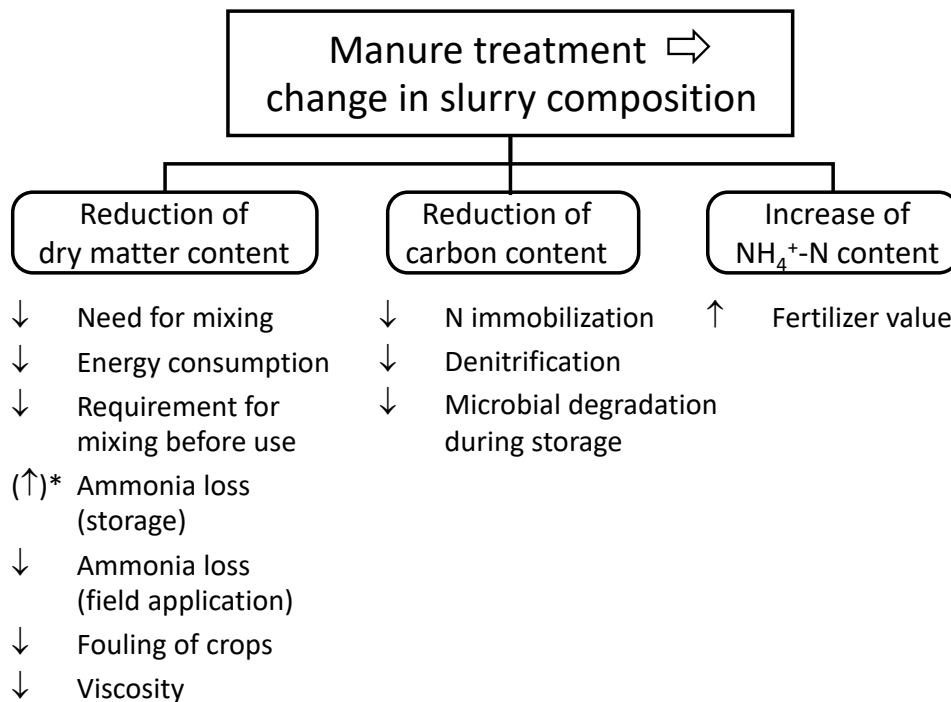 Manure treatment ⇨
change in slurry composition
Reduction of
dry matter content
↓ Need for mixing
↓ Energy consumption
↓ Requirement for
mixing before use
(↑)* Ammonia loss
(storage)
↓ Ammonia loss
(field application)
↓ Fouling of crops
↓ Viscosity
Reduction of
carbon content
↓ N immobilization
↓ Denitrification
↓ Microbial degradation
during storage
Increase of
NH₄⁺-N content
↑ Fertilizer value